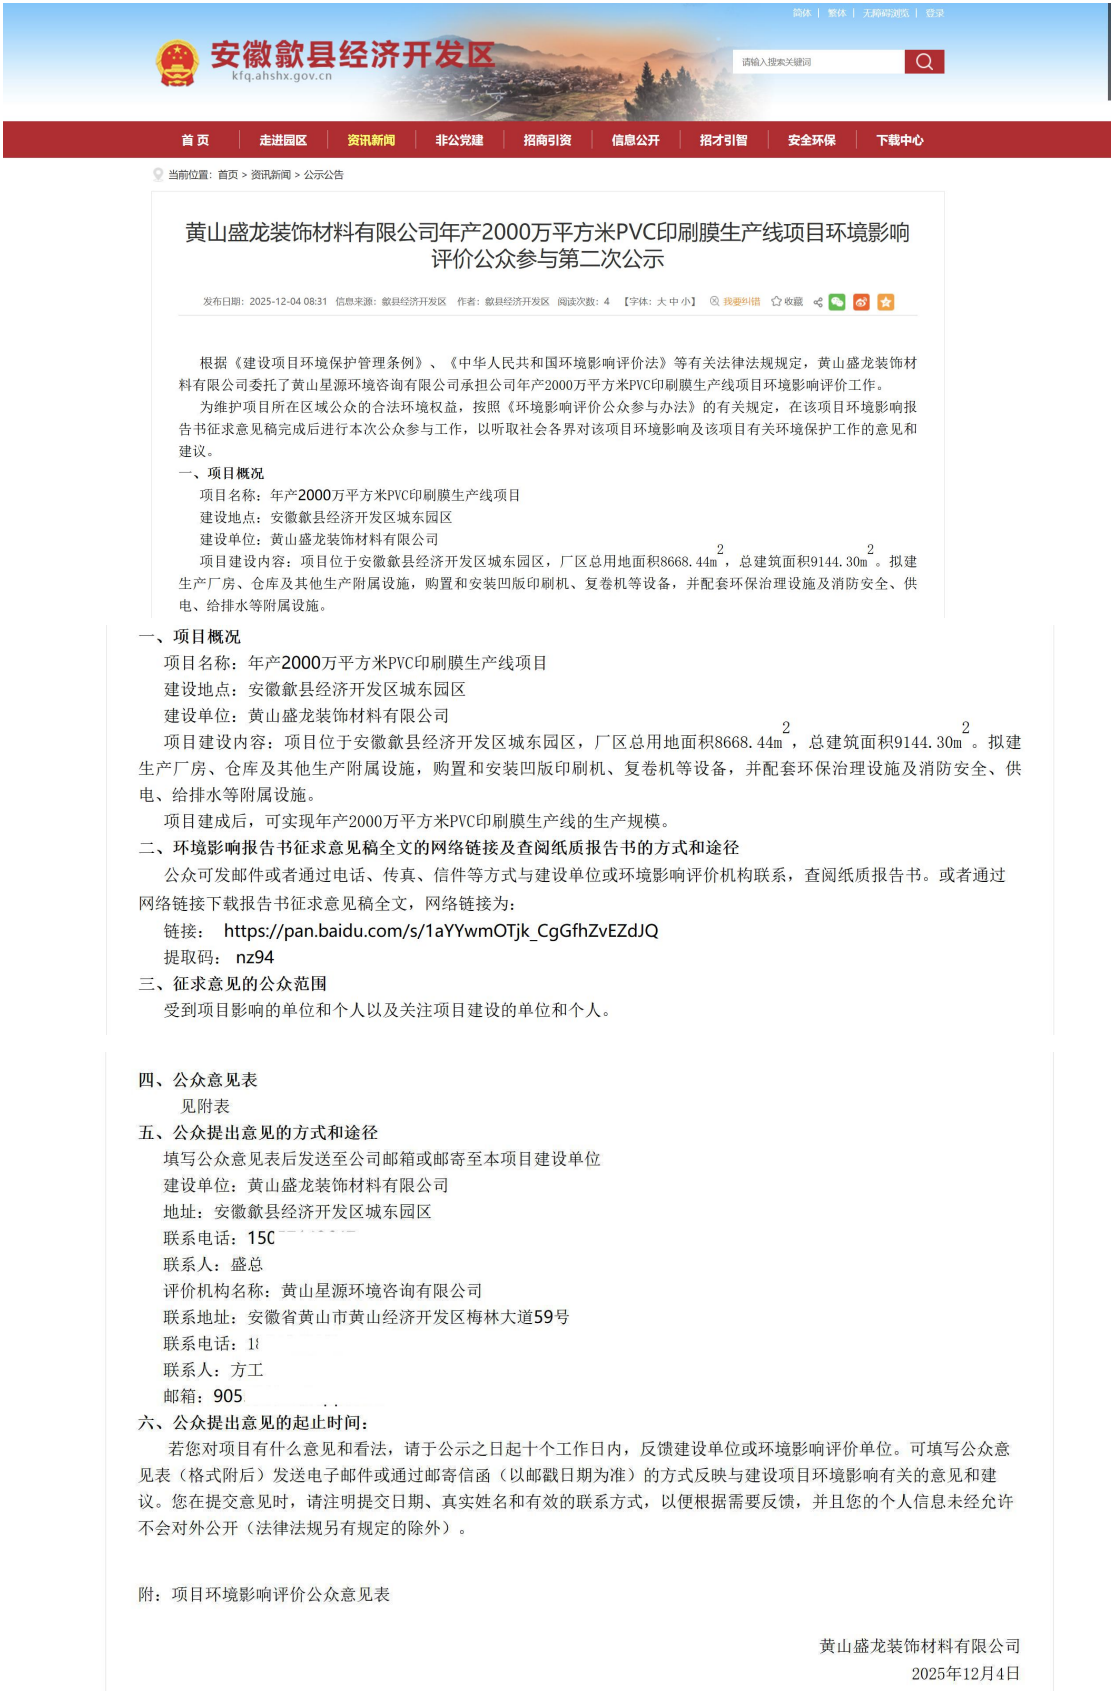 简体 | 繁体 | 无障碍浏览 | 登录
安徽歙县经济开发区
kfq.ahshx.gov.cn
请输入搜索关键词
首 页 走进园区 资讯新闻 非公党建 招商引资 信息公开 招才引智 安全环保 下载中心
当前位置：首页 > 资讯新闻 > 公示公告
黄山盛龙装饰材料有限公司年产2000万平方米PVC印刷膜生产线项目环境影响
评价公众参与第二次公示
发布日期：2025-12-04 08:31 信息来源：歙县经济开发区 作者：歙县经济开发区 阅读次数：4 【字体：大 中 小】 我要纠错 收藏
根据《建设项目环境保护管理条例》、《中华人民共和国环境影响评价法》等有关法律法规规定，黄山盛龙装饰材
料有限公司委托了黄山星源环境咨询有限公司承担公司年产2000万平方米PVC印刷膜生产线项目环境影响评价工作。
为维护项目所在区域公众的合法环境权益，按照《环境影响评价公众参与办法》的有关规定，在该项目环境影响报
告书征求意见稿完成后进行本次公众参与工作，以听取社会各界对该项目环境影响及该项目有关环境保护工作的意见和
建议。
一、项目概况
项目名称：年产2000万平方米PVC印刷膜生产线项目
建设地点：安徽歙县经济开发区城东园区
建设单位：黄山盛龙装饰材料有限公司
项目建设内容：项目位于安徽歙县经济开发区城东园区，厂区总用地面积8668.44m2，总建筑面积9144.30m2。拟建
生产厂房、仓库及其他生产附属设施，购置和安装凹版印刷机、复卷机等设备，并配套环保治理设施及消防安全、供
电、给排水等附属设施。
一、项目概况
项目名称：年产2000万平方米PVC印刷膜生产线项目
建设地点：安徽歙县经济开发区城东园区
建设单位：黄山盛龙装饰材料有限公司
项目建设内容：项目位于安徽歙县经济开发区城东园区，厂区总用地面积8668.44m2，总建筑面积9144.30m2。拟建
生产厂房、仓库及其他生产附属设施，购置和安装凹版印刷机、复卷机等设备，并配套环保治理设施及消防安全、供
电、给排水等附属设施。
项目建成后，可实现年产2000万平方米PVC印刷膜生产线的生产规模。
二、环境影响报告书征求意见稿全文的网络链接及查阅纸质报告书的方式和途径
公众可发邮件或者通过电话、传真、信件等方式与建设单位或环境影响评价机构联系，查阅纸质报告书。或者通过
网络链接下载报告书征求意见稿全文，网络链接为：
链接： https://pan.baidu.com/s/1aYYwmOTjk_CgGfhZvEZdJQ
提取码： nz94
三、征求意见的公众范围
受到项目影响的单位和个人以及关注项目建设的单位和个人。
四、公众意见表
见附表
五、公众提出意见的方式和途径
填写公众意见表后发送至公司邮箱或邮寄至本项目建设单位
建设单位：黄山盛龙装饰材料有限公司
地址：安徽歙县经济开发区城东园区
联系电话：150
联系人：盛总
评价机构名称：黄山星源环境咨询有限公司
联系地址：安徽省黄山市黄山经济开发区梅林大道59号
联系电话：18
联系人：方工
邮箱：905
六、公众提出意见的起止时间：
若您对项目有什么意见和看法，请于公示之日起十个工作日内，反馈建设单位或环境影响评价单位。可填写公众意
见表（格式附后）发送电子邮件或通过邮寄信函（以邮戳日期为准）的方式反映与建设项目环境影响有关的意见和建
议。您在提交意见时，请注明提交日期、真实姓名和有效的联系方式，以便根据需要反馈，并且您的个人信息未经允许
不会对外公开（法律法规另有规定的除外）。
附：项目环境影响评价公众意见表
黄山盛龙装饰材料有限公司
2025年12月4日